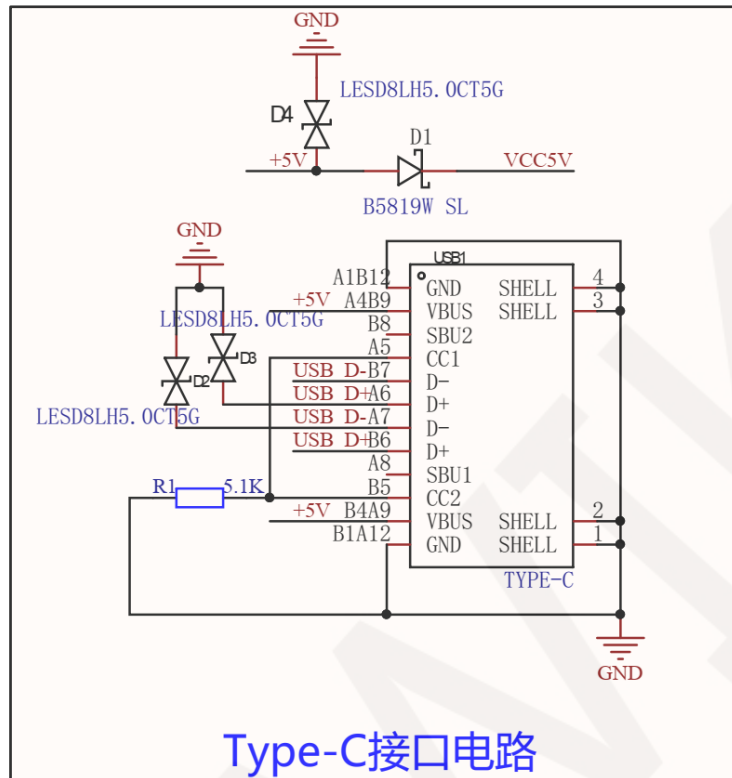 GND
LESD8LH5.0CT5G
D4
D1
+5V
VCC5V
B5819W SL
GND
USB1
A1B12 GND SHELL 4
+5V A4B9 VBUS SHELL 3
LESD8LH5.0CT5G
B8 SBU2
A5 CC1
D3
USB D- B7 D-
D2
USB D+ A6 D+
LESD8LH5.0CT5G
USB D- A7 D-
USB D+ B6 D+
A8 SBU1
R1 5.1K
B5 CC2
+5V B4A9 VBUS SHELL 2
B1A12 GND SHELL 1
TYPE-C
GND
Type-C接口电路